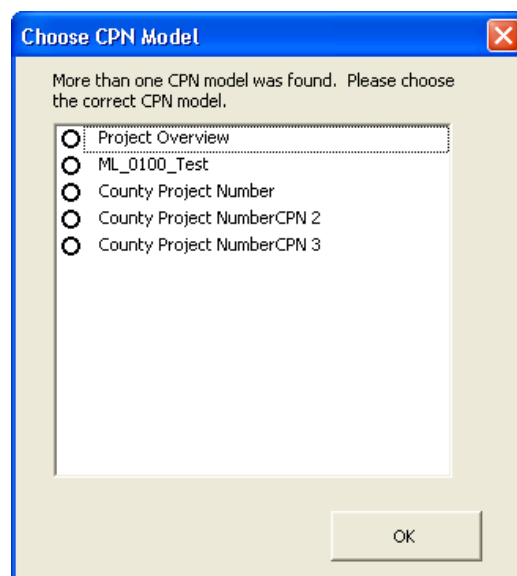 Choose CPN Model
More than one CPN model was found.  Please choose
the correct CPN model.
Project Overview
ML_0100_Test
County Project Number
County Project NumberCPN 2
County Project NumberCPN 3
OK